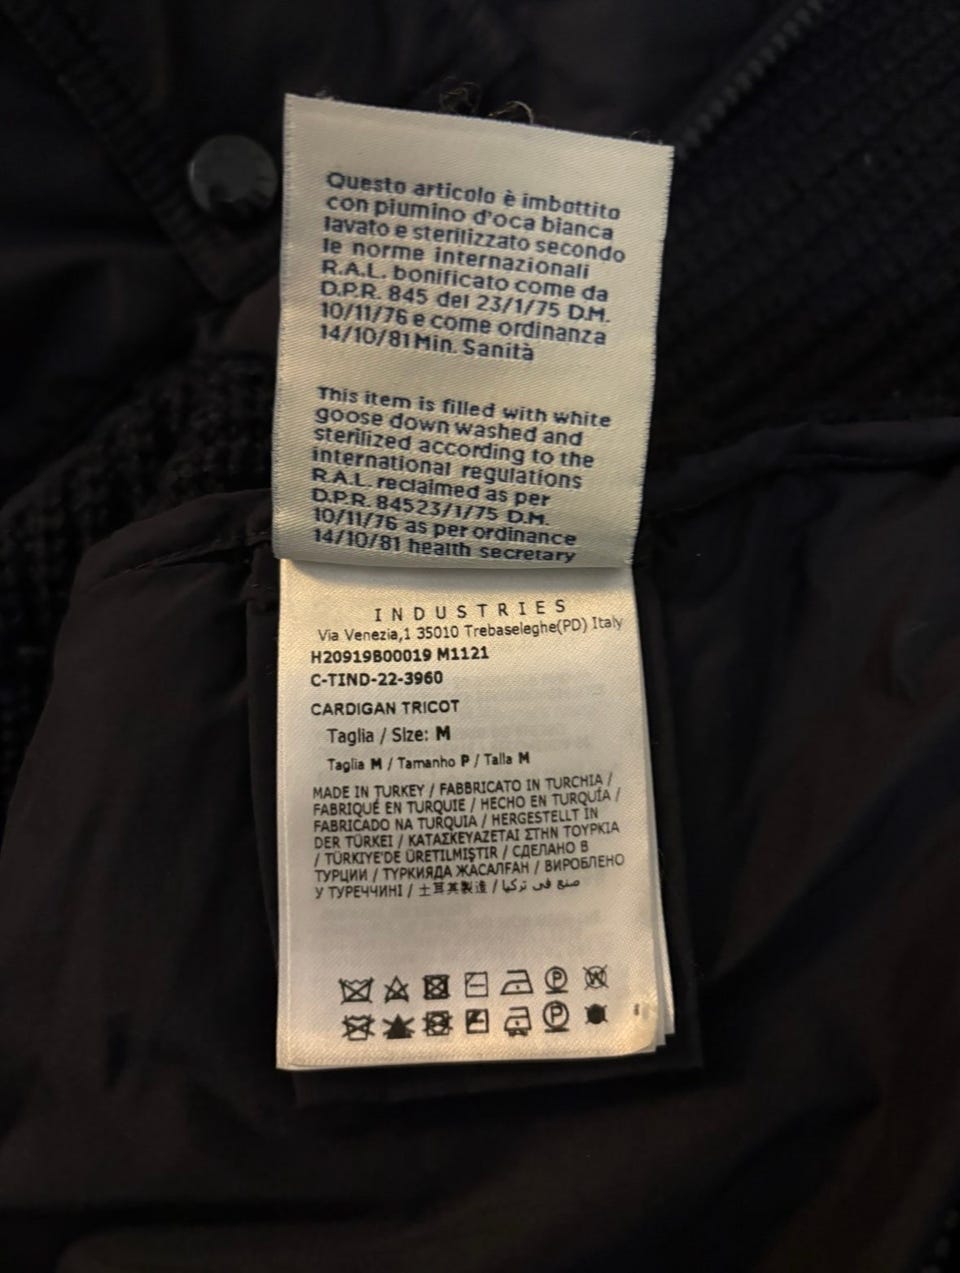 Questo articolo è imbottito
con piumino d'oca bianca
lavato e sterilizzato secondo
le norme internazionali
R.A.L. bonificato come da
D.P.R. 845 del 23/1/75 D.M.
10/11/76 e come ordinanza
14/10/81 Min. Sanità
This item is filled with white
goose down washed and
sterilized according to the
international regulations
R.A.L. reclaimed as per
D.P.R. 84523/1/75 D.M.
10/11/76 as per ordinance
14/10/81 health secretary
INDUSTRIES
Via Venezia,1 35010 Trebaseleghe(PD) Italy
H20919B00019 M1121
C-TIND-22-3960
CARDIGAN TRICOT
Taglia / Size: M
Taglia M / Tamanho P / Talla M
MADE IN TURKEY / FABBRICATO IN TURCHIA /
FABRIQUÉ EN TURQUIE / HECHO EN TURQUÍA /
FABRICADO NA TURQUIA / HERGESTELLT IN
DER TÜRKEI / ΚΑΤΑΣΚΕΥΑΖΕΤΑΙ ΣΤΗΝ ΤΟΥΡΚΙΑ
/ TÜRKIYE'DE ÜRETILMIŞTIR / СДЕЛАНО В
ТУРЦИИ / ТҮРКИЯДА ЖАСАЛҒАН / ВИРОБЛЕНО
У ТУРЕЧЧИНІ / 土耳其製造 / صنع في تركيا